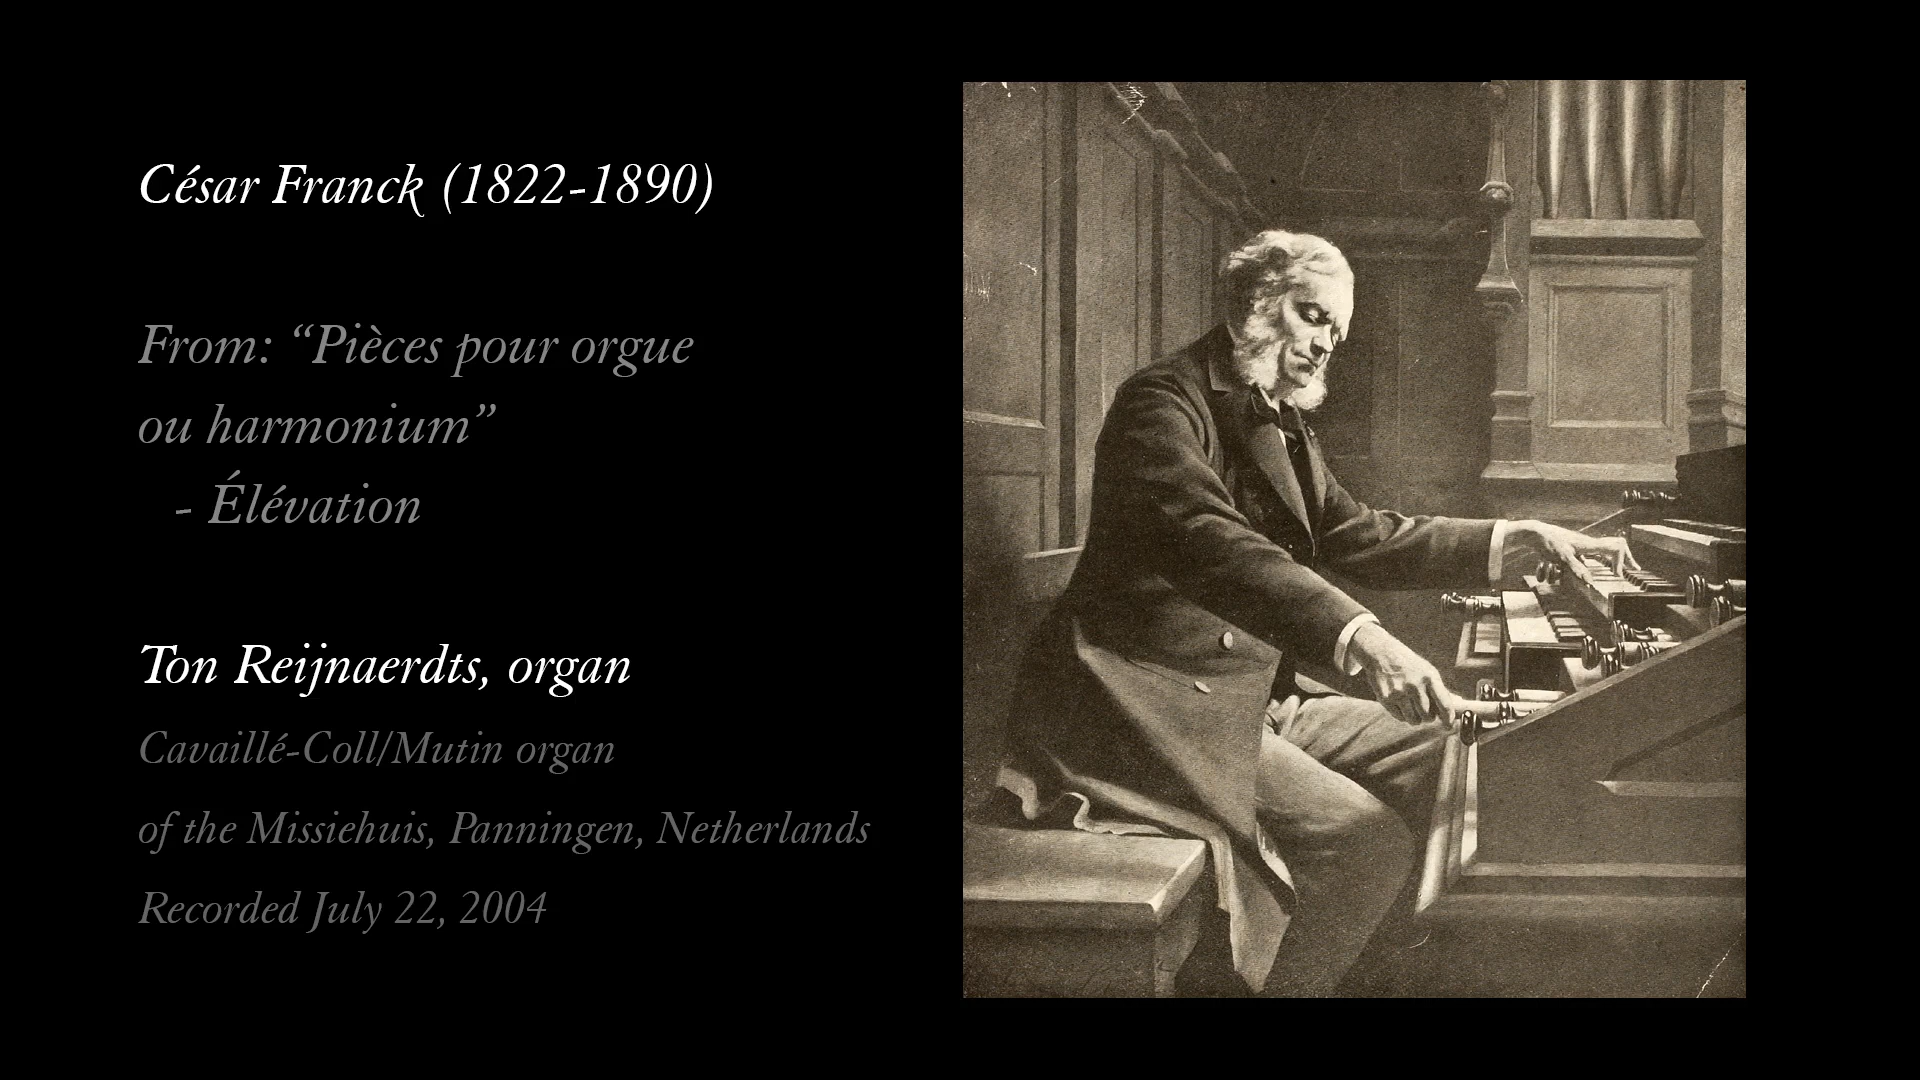 César Franck (1822-1890)
From: “Pièces pour orgue
ou harmonium”
- Élévation
Ton Reijnaerdts, organ
Cavaillé-Coll/Mutin organ
of the Missiehuis, Panningen, Netherlands
Recorded July 22, 2004